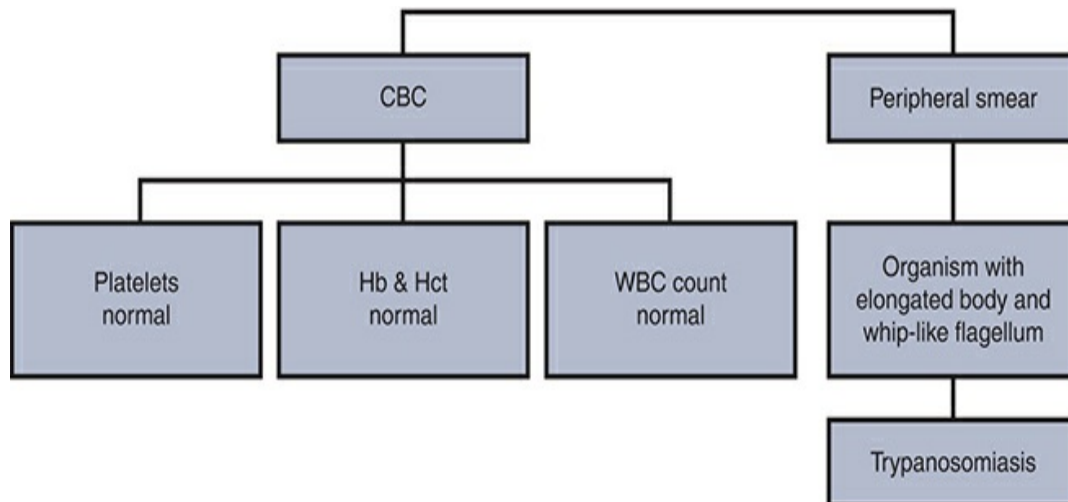 CBC
Peripheral smear
Platelets
normal
Hb & Hct
normal
WBC count
normal
Organism with
elongated body and
whip-like flagellum
Trypanosomiasis